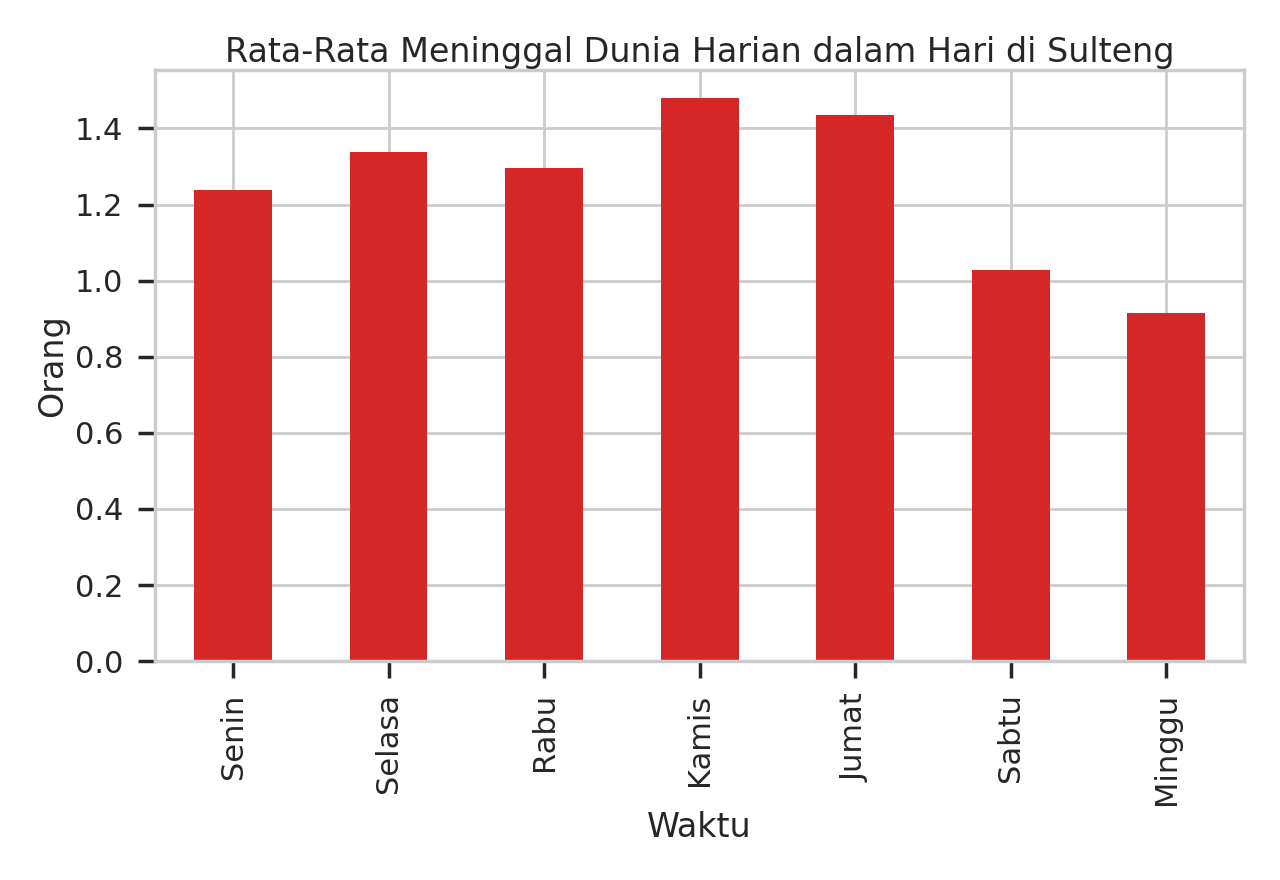 Rata-Rata Meninggal Dunia Harian dalam Hari di Sulteng
1.4
1.2
1.0
0.8
0.6
0.4
0.2
0.0
Orang
Senin
Selasa
Rabu
Kamis
Jumat
Sabtu
Minggu
Waktu